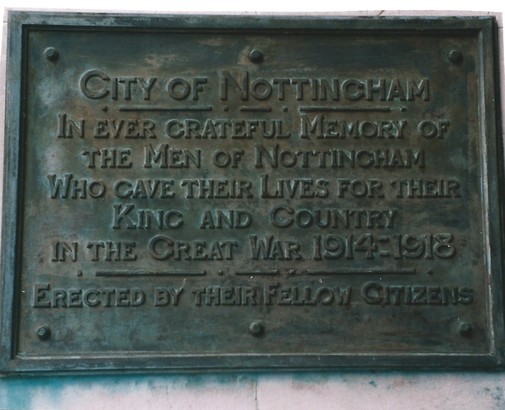 City of Nottingham
In ever grateful Memory of
the Men of Nottingham
Who gave their Lives for their
King and Country
in the Great War 1914-1918
Erected by their Fellow Citizens